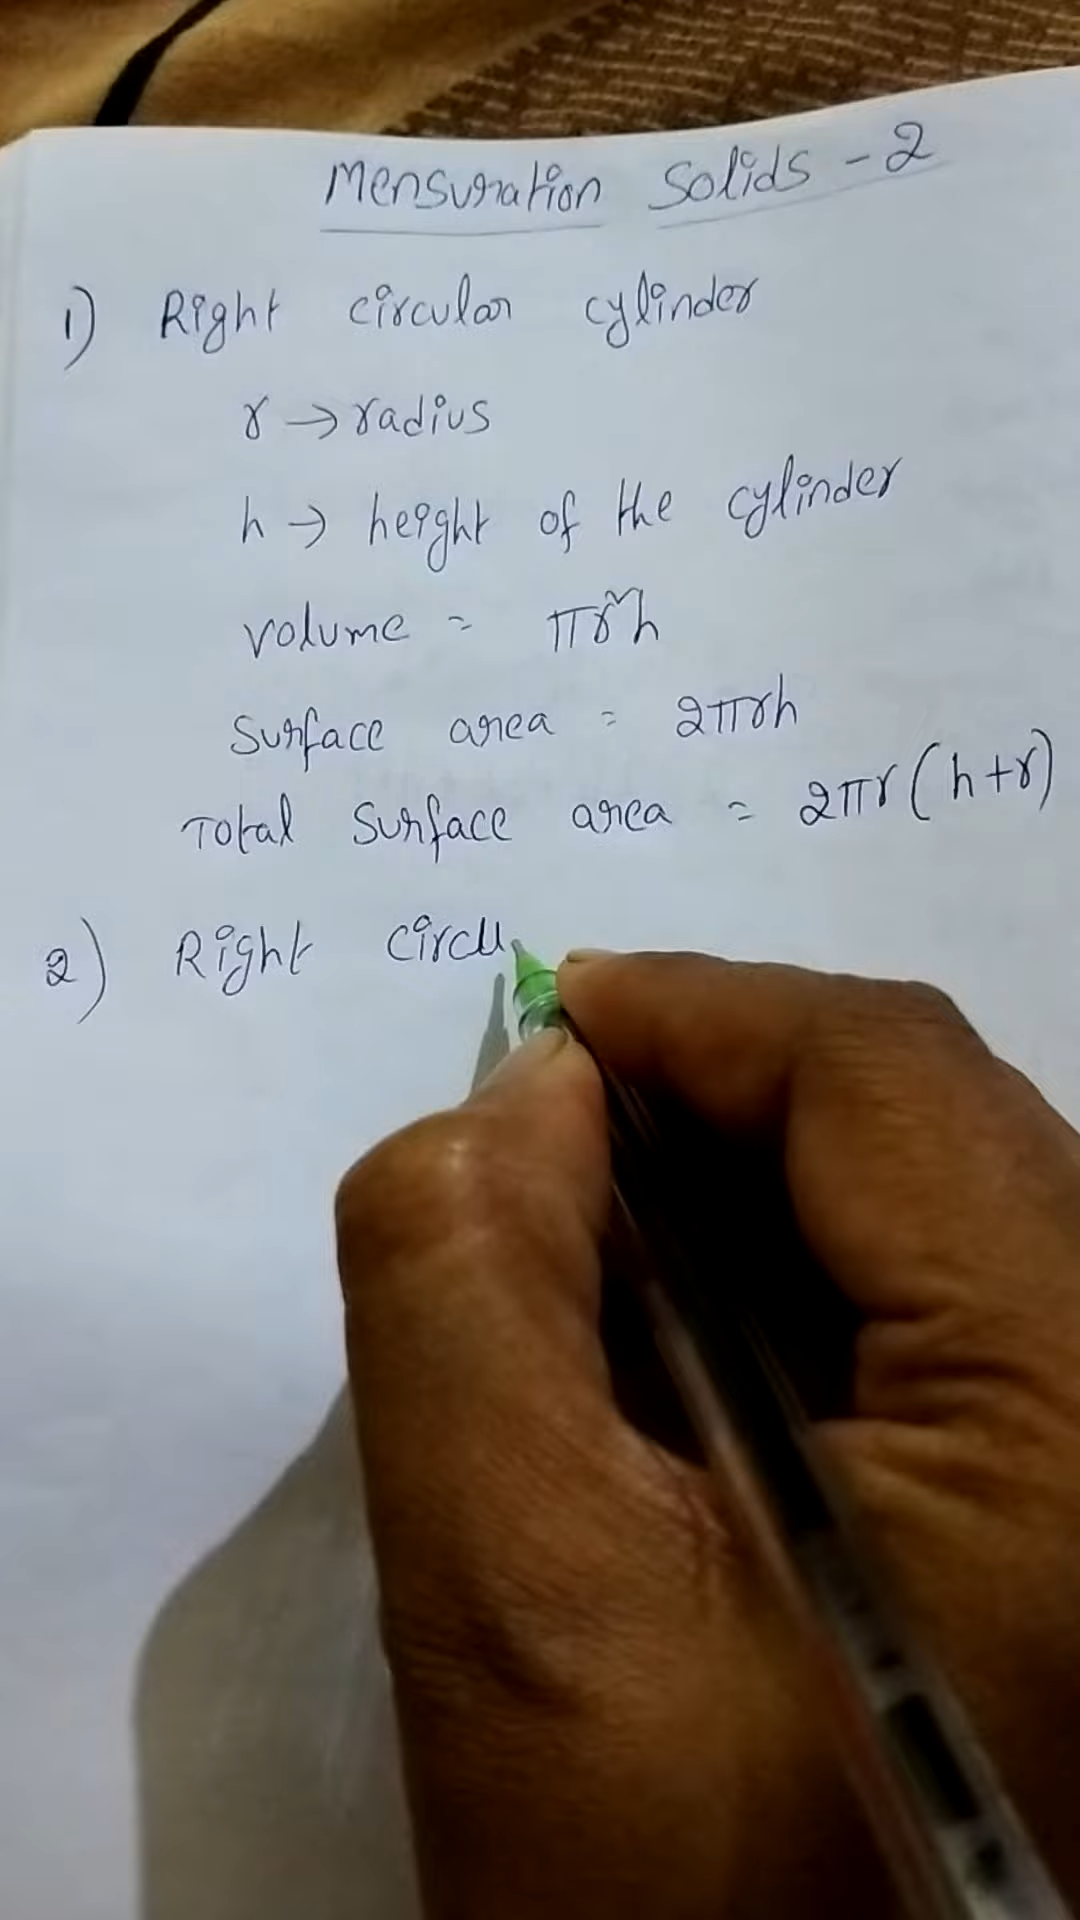 Mensuration Solids - 2
1) Right circular cylinder
r → radius
h → height of the cylinder
volume = πr²h
Surface area = 2πrh
Total surface area = 2πr(h+r)
2) Right circu